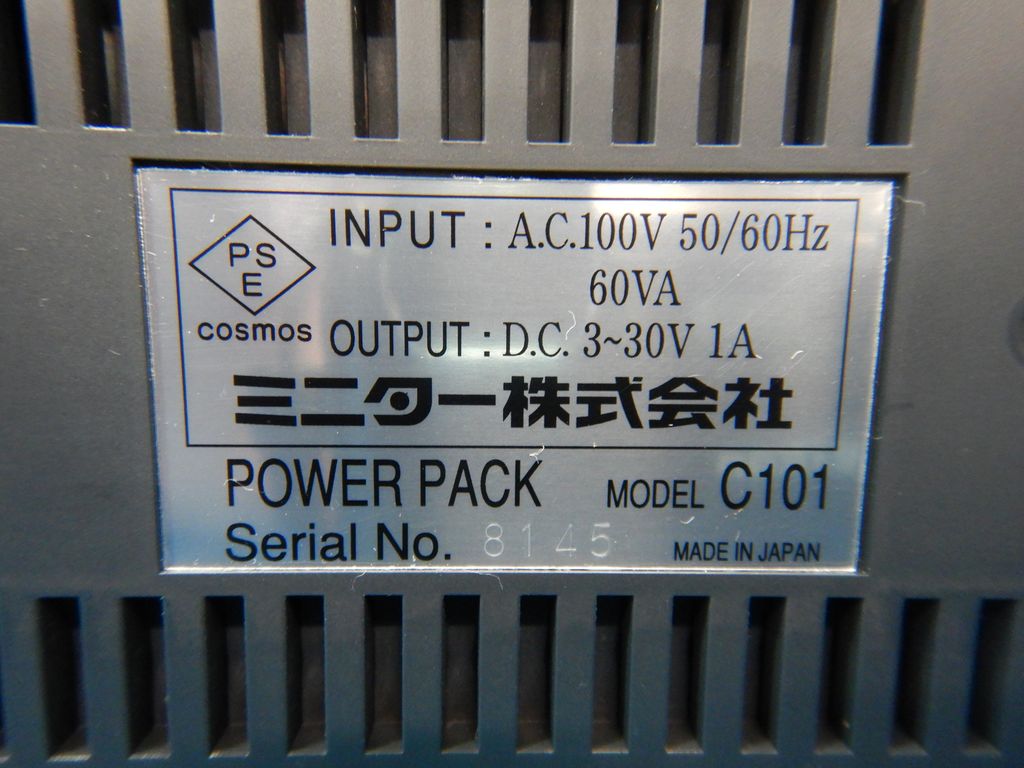 PS
E
cosmos
INPUT : A.C.100V 50/60Hz
60VA
OUTPUT : D.C. 3~30V 1A
ミニター株式会社
POWER PACK MODEL C101
Serial No. 8145 MADE IN JAPAN